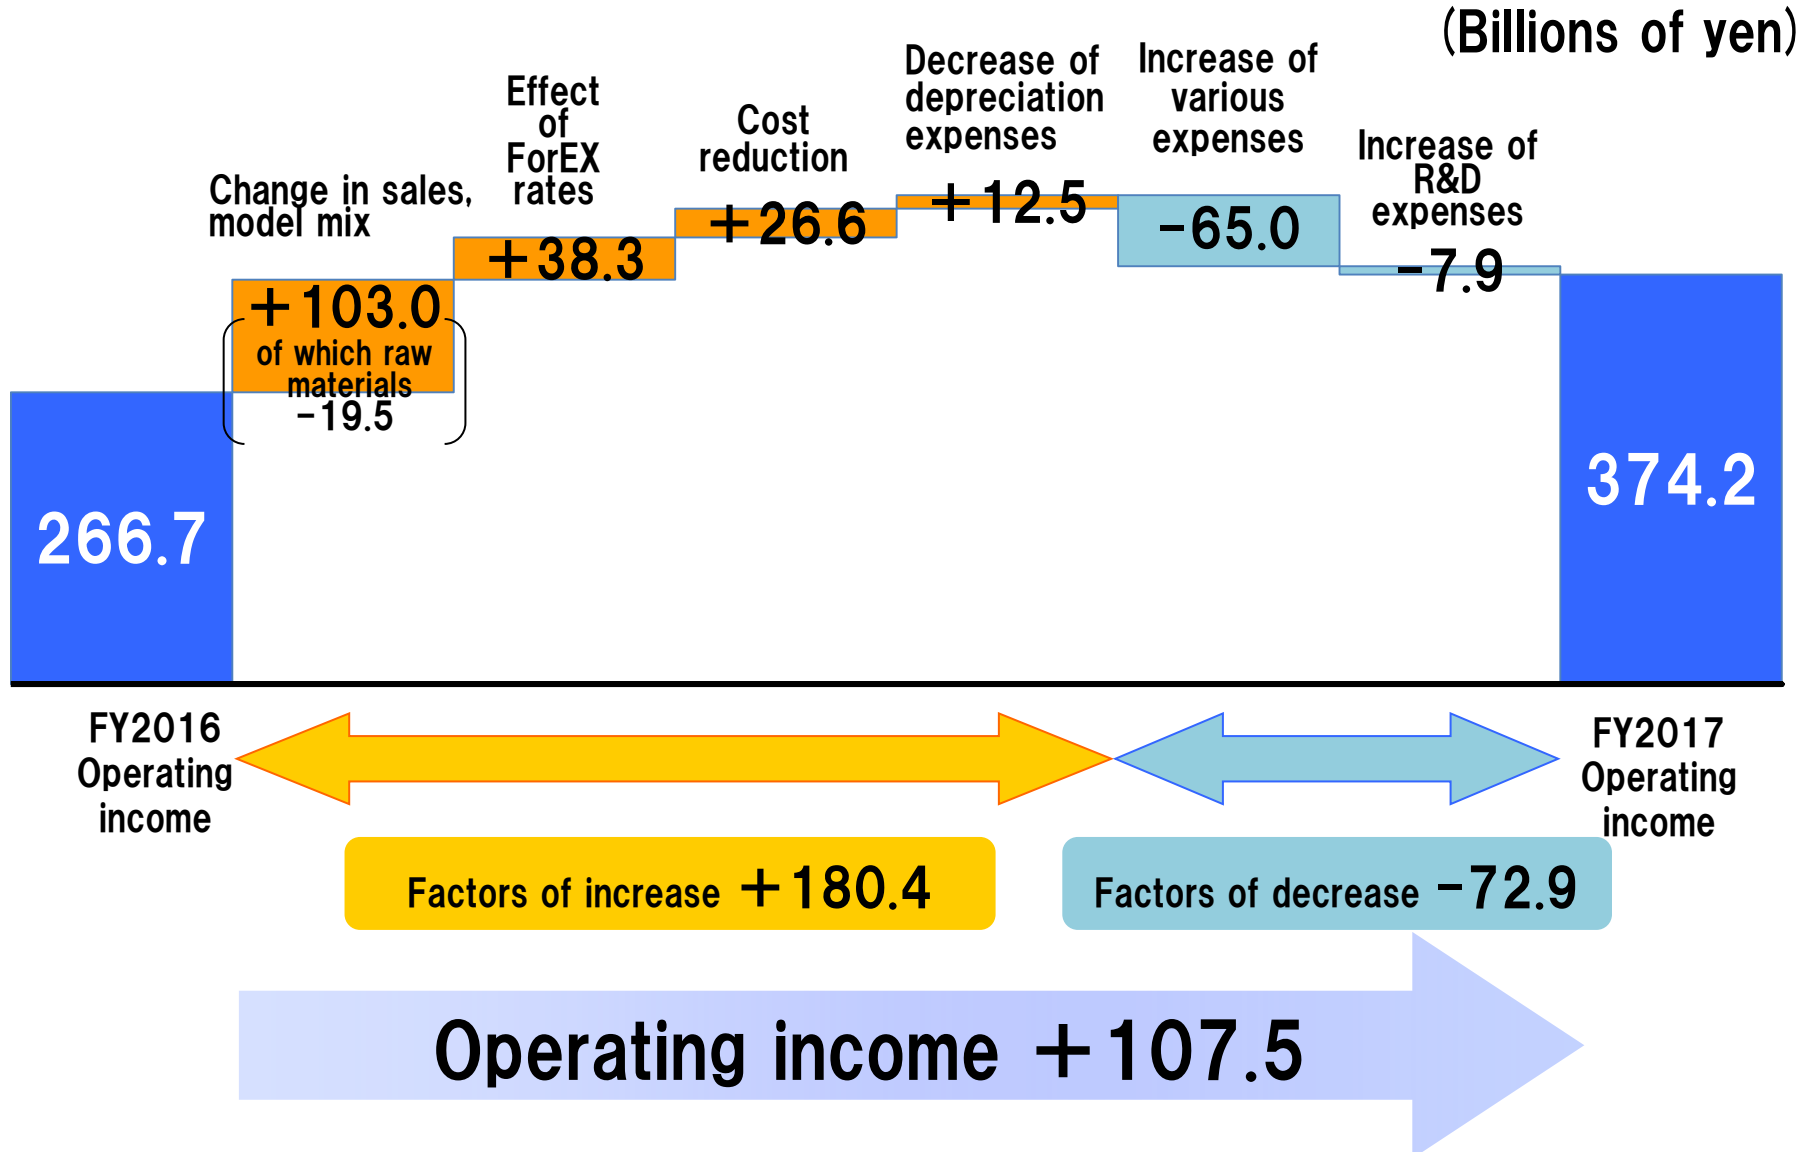 (Billions of yen)
Change in sales,
model mix
+103.0
of which raw
materials
-19.5
Effect
of
ForEX
rates
+38.3
Cost
reduction
+26.6
Decrease of
depreciation
expenses
+12.5
Increase of
various
expenses
-65.0
Increase of
R&D
expenses
-7.9
266.7
374.2
FY2016
Operating
income
FY2017
Operating
income
Factors of increase +180.4
Factors of decrease -72.9
Operating income +107.5